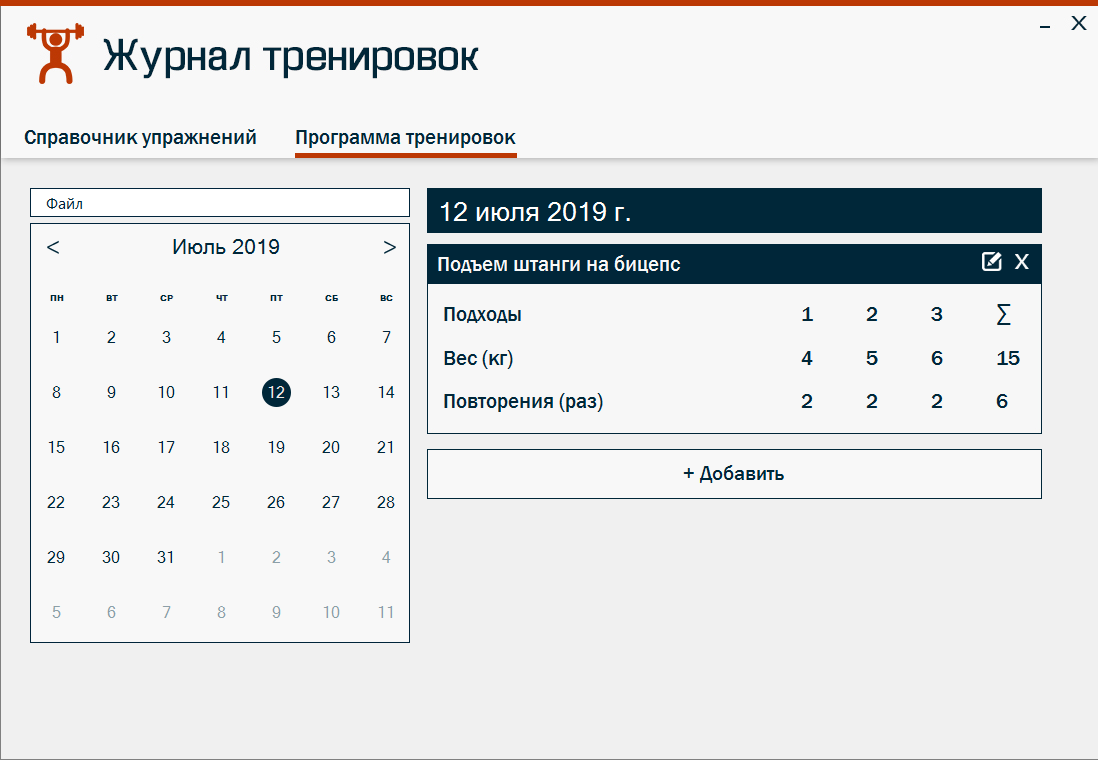 Журнал тренировок
_ X
Справочник упражнений Программа тренировок
Файл
< Июль 2019 >
ПН ВТ СР ЧТ ПТ СБ ВС
1 2 3 4 5 6 7
8 9 10 11 12 13 14
15 16 17 18 19 20 21
22 23 24 25 26 27 28
29 30 31 1 2 3 4
5 6 7 8 9 10 11
12 июля 2019 г.
Подъем штанги на бицепс X
Подходы 1 2 3 ∑
Вес (кг) 4 5 6 15
Повторения (раз) 2 2 2 6
+ Добавить